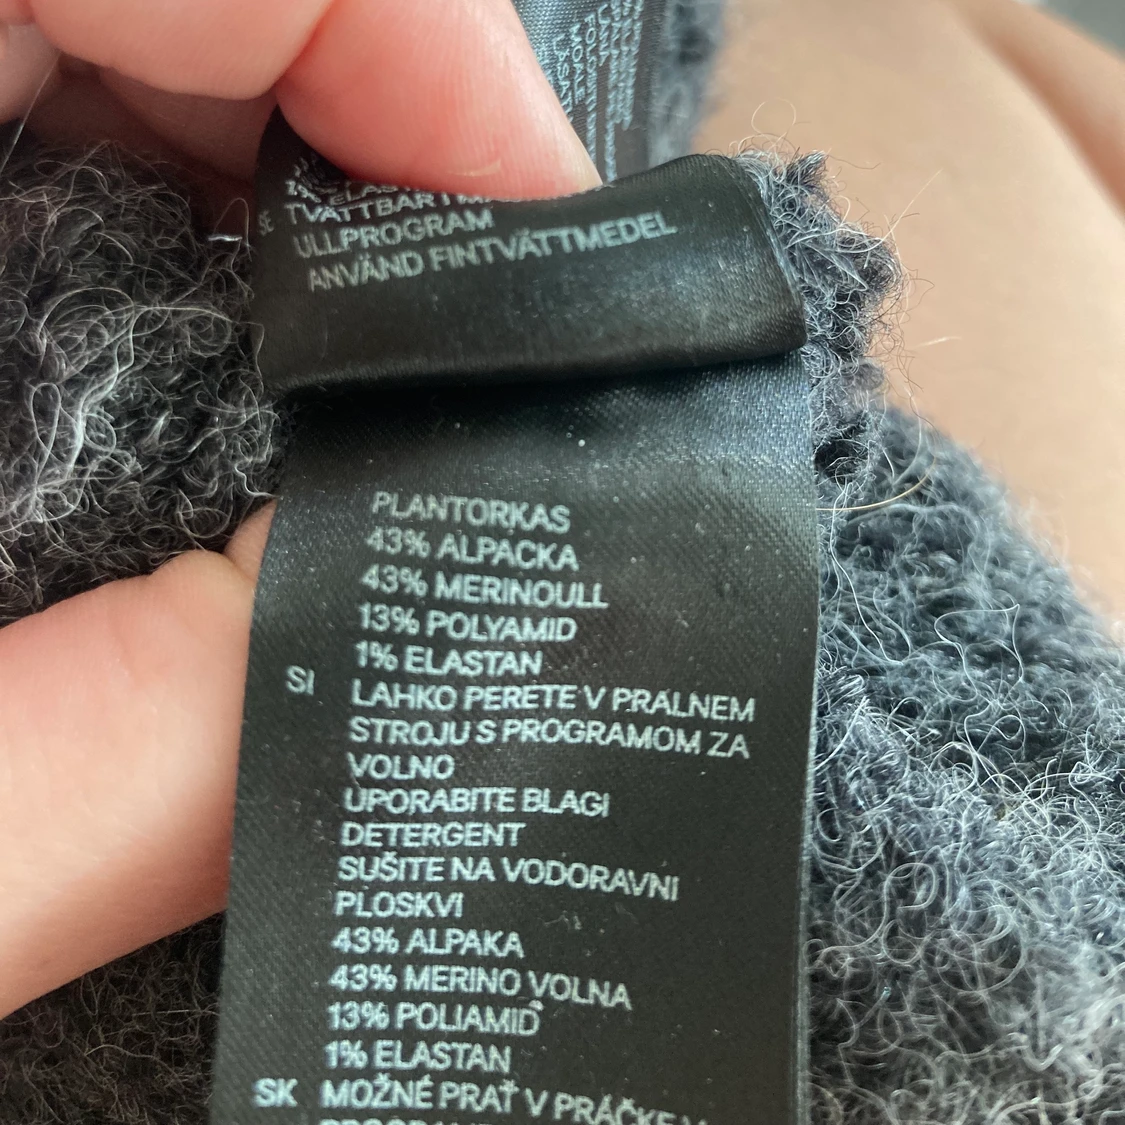 SE TVÄTTBAR I
ULLPROGRAM
ANVÄND FINTVÄTTMEDEL
PLANTORKAS
43% ALPACKA
43% MERINOULL
13% POLYAMID
1% ELASTAN
SI LAHKO PERETE V PRALNEM
STROJU S PROGRAMOM ZA
VOLNO
UPORABITE BLAGI
DETERGENT
SUŠITE NA VODORAVNI
PLOSKVI
43% ALPAKA
43% MERINO VOLNA
13% POLIAMID
1% ELASTAN
SK MOŽNÉ PRAŤ V PRÁČKE V